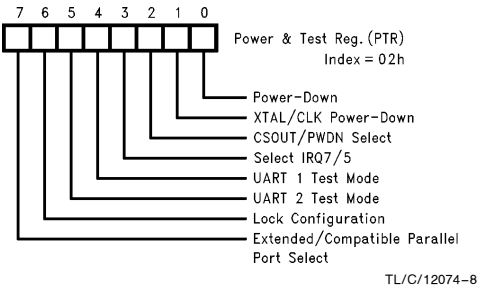 7 6 5 4 3 2 1 0
Power & Test Reg. (PTR)
Index = 02h
Power-Down
XTAL/CLK Power-Down
CSOUT/PWDN Select
Select IRQ7/5
UART 1 Test Mode
UART 2 Test Mode
Lock Configuration
Extended/Compatible Parallel
Port Select
TL/C/12074-8